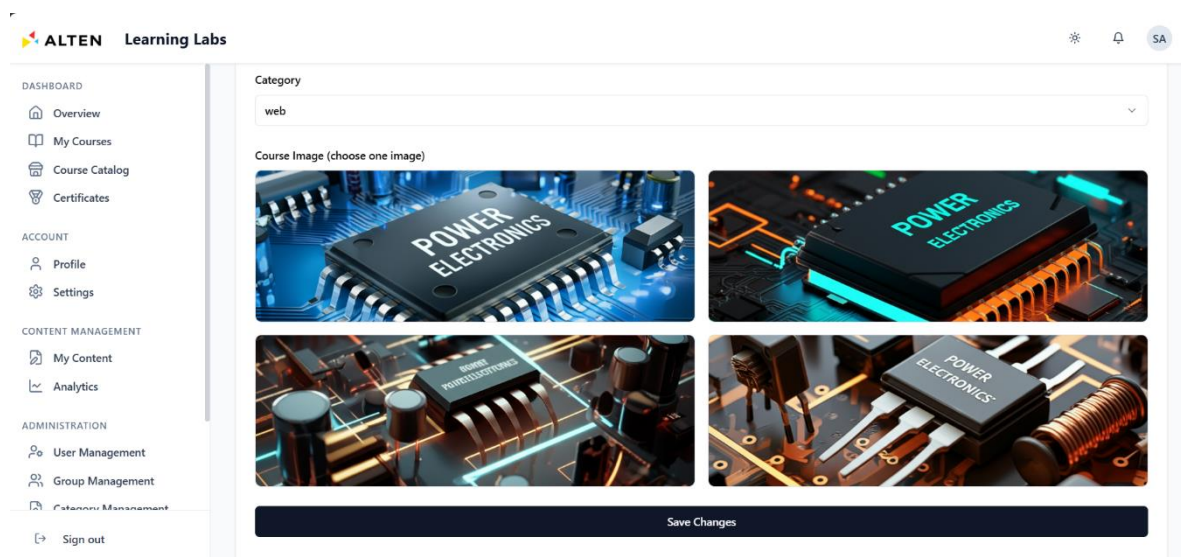 ALTEN Learning Labs
SA
DASHBOARD
Overview
My Courses
Course Catalog
Certificates
ACCOUNT
Profile
Settings
CONTENT MANAGEMENT
My Content
Analytics
ADMINISTRATION
User Management
Group Management
Category Management
Sign out
Category
web
Course Image (choose one image)
POWER
ELECTRONICS
POWER
ELECTRONICS
POWER
ELECTRONICS
Save Changes